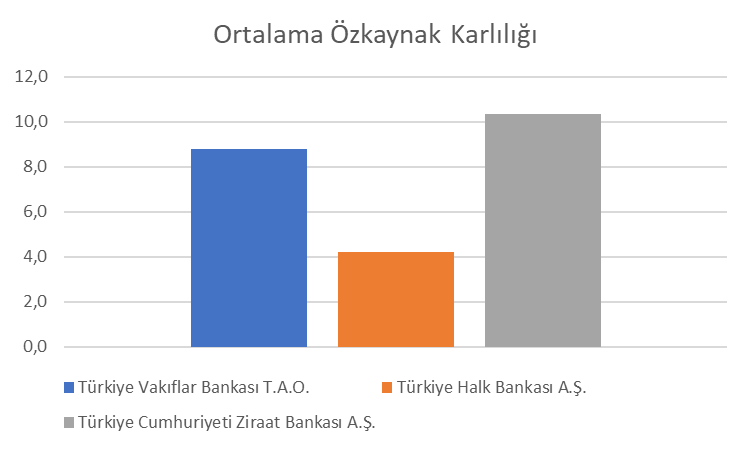 Ortalama Özkaynak Karlılığı
12,0
10,0
8,0
6,0
4,0
2,0
0,0
Türkiye Vakıflar Bankası T.A.O.
Türkiye Halk Bankası A.Ş.
Türkiye Cumhuriyeti Ziraat Bankası A.Ş.